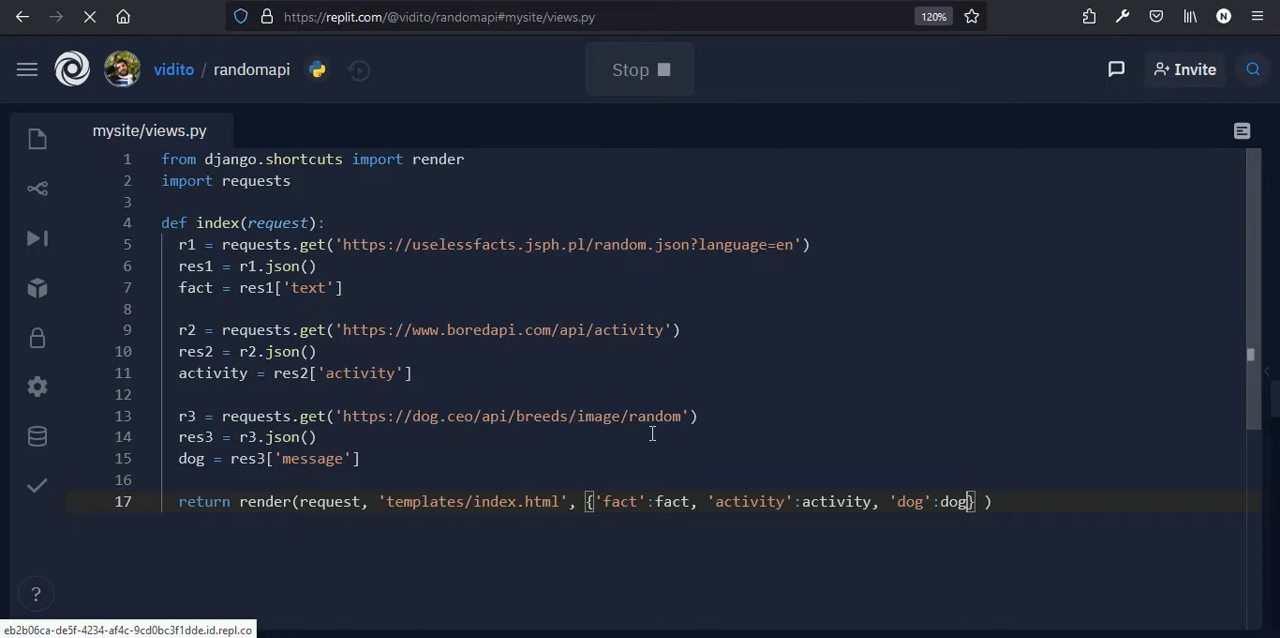 https://replit.com/@vidito/randomapi#mysite/views.py
120%
N
vidito / randomapi
Stop
Invite
mysite/views.py
1 from django.shortcuts import render
2 import requests
3
4 def index(request):
5 r1 = requests.get('https://uselessfacts.jsph.pl/random.json?language=en')
6 res1 = r1.json()
7 fact = res1['text']
8
9 r2 = requests.get('https://www.boredapi.com/api/activity')
10 res2 = r2.json()
11 activity = res2['activity']
12
13 r3 = requests.get('https://dog.ceo/api/breeds/image/random')
14 res3 = r3.json()
15 dog = res3['message']
16
17 return render(request, 'templates/index.html', {'fact':fact, 'activity':activity, 'dog':dog} )
?
eb2b06ca-de5f-4234-af4c-9cd0bc3f1dde.id.repl.co